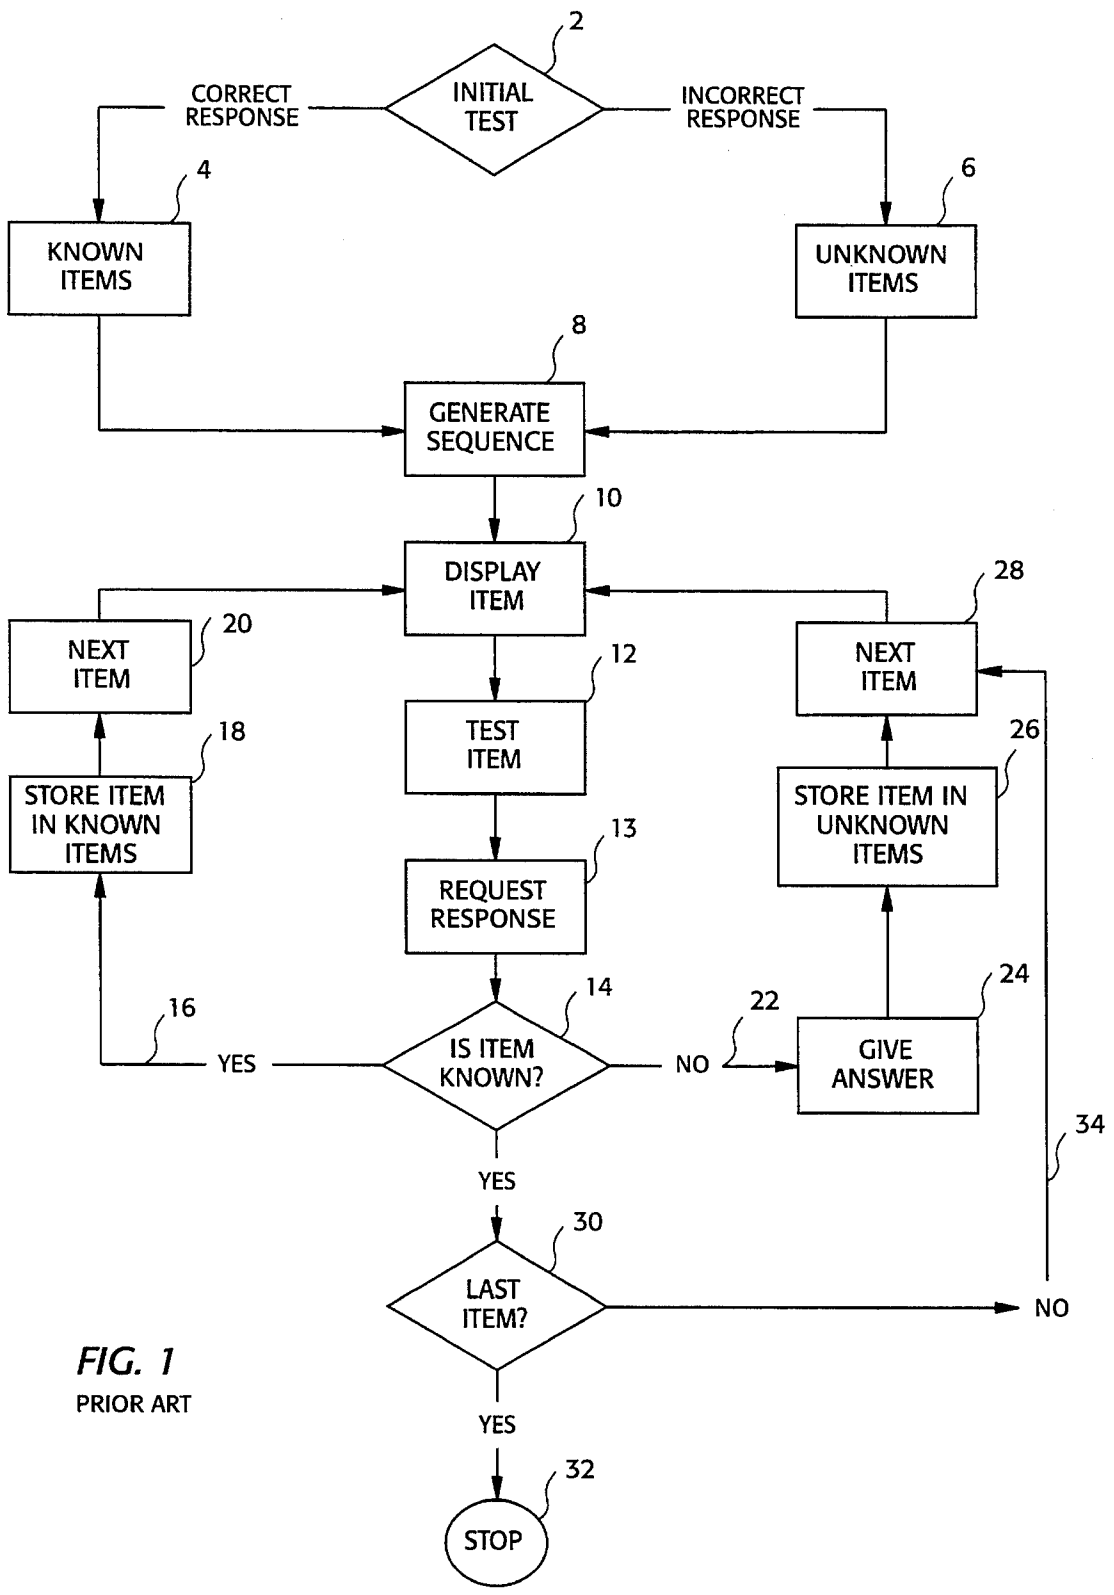 2
INITIAL
TEST
CORRECT
RESPONSE
INCORRECT
RESPONSE
4
KNOWN
ITEMS
6
UNKNOWN
ITEMS
8
GENERATE
SEQUENCE
10
DISPLAY
ITEM
20
NEXT
ITEM
28
NEXT
ITEM
12
TEST
ITEM
18
STORE ITEM
IN KNOWN
ITEMS
26
STORE ITEM IN
UNKNOWN
ITEMS
13
REQUEST
RESPONSE
14
IS ITEM
KNOWN?
16
YES
22
NO
24
GIVE
ANSWER
34
YES
30
LAST
ITEM?
NO
FIG. 1
PRIOR ART
YES
32
STOP